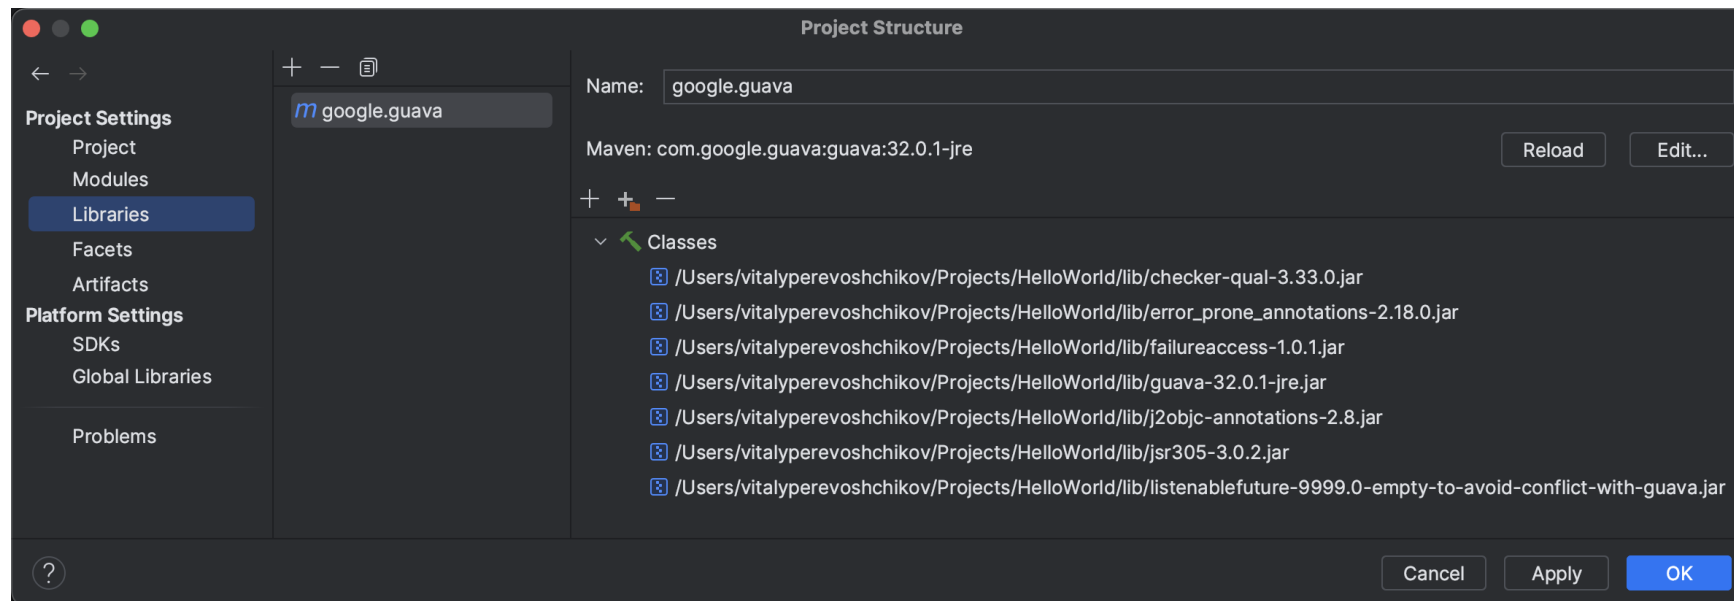 Project Structure
Project Settings
Project
Modules
Libraries
Facets
Artifacts
Platform Settings
SDKs
Global Libraries
Problems
google.guava
Name: google.guava
Maven: com.google.guava:guava:32.0.1-jre
Reload Edit...
Classes
/Users/vitalyperevoshchikov/Projects/HelloWorld/lib/checker-qual-3.33.0.jar
/Users/vitalyperevoshchikov/Projects/HelloWorld/lib/error_prone_annotations-2.18.0.jar
/Users/vitalyperevoshchikov/Projects/HelloWorld/lib/failureaccess-1.0.1.jar
/Users/vitalyperevoshchikov/Projects/HelloWorld/lib/guava-32.0.1-jre.jar
/Users/vitalyperevoshchikov/Projects/HelloWorld/lib/j2objc-annotations-2.8.jar
/Users/vitalyperevoshchikov/Projects/HelloWorld/lib/jsr305-3.0.2.jar
/Users/vitalyperevoshchikov/Projects/HelloWorld/lib/listenablefuture-9999.0-empty-to-avoid-conflict-with-guava.jar
? Cancel Apply OK